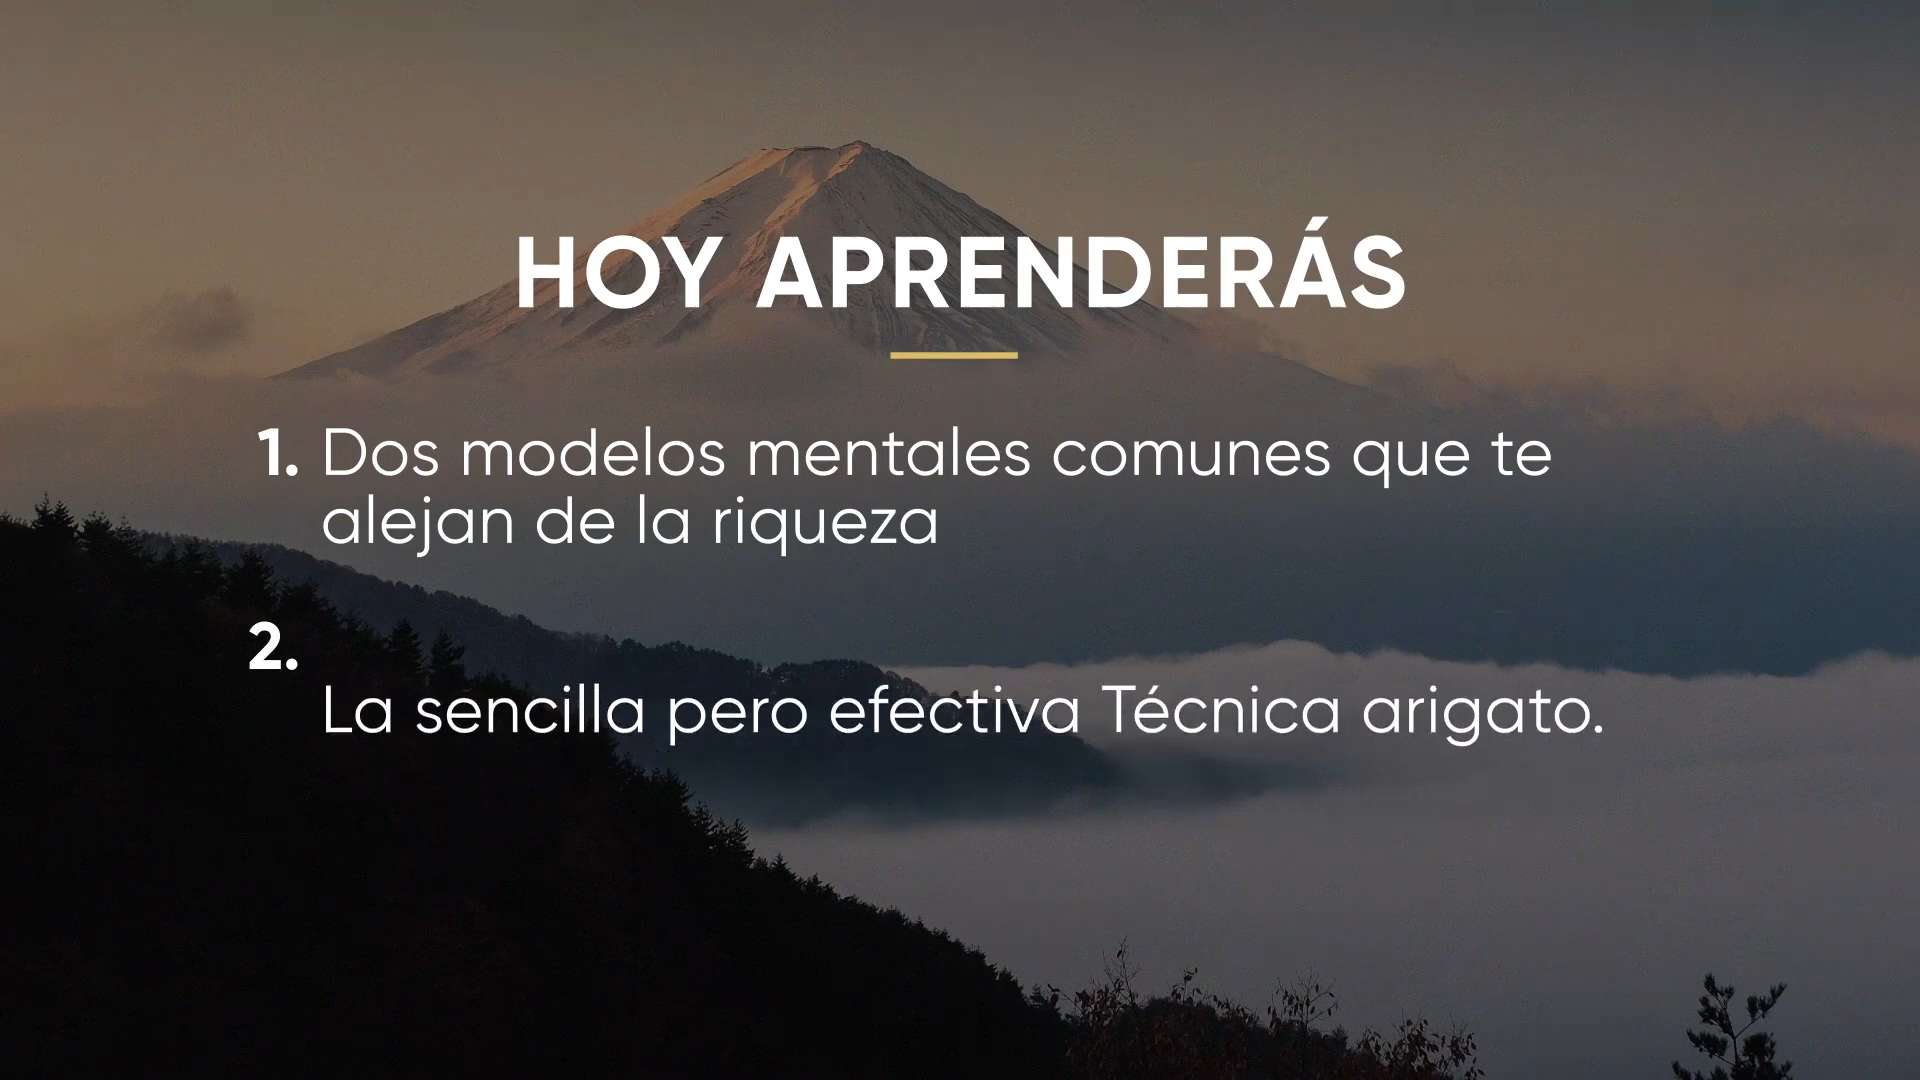 HOY APRENDERÁS
1. Dos modelos mentales comunes que te
alejan de la riqueza
2.
La sencilla pero efectiva Técnica arigato.